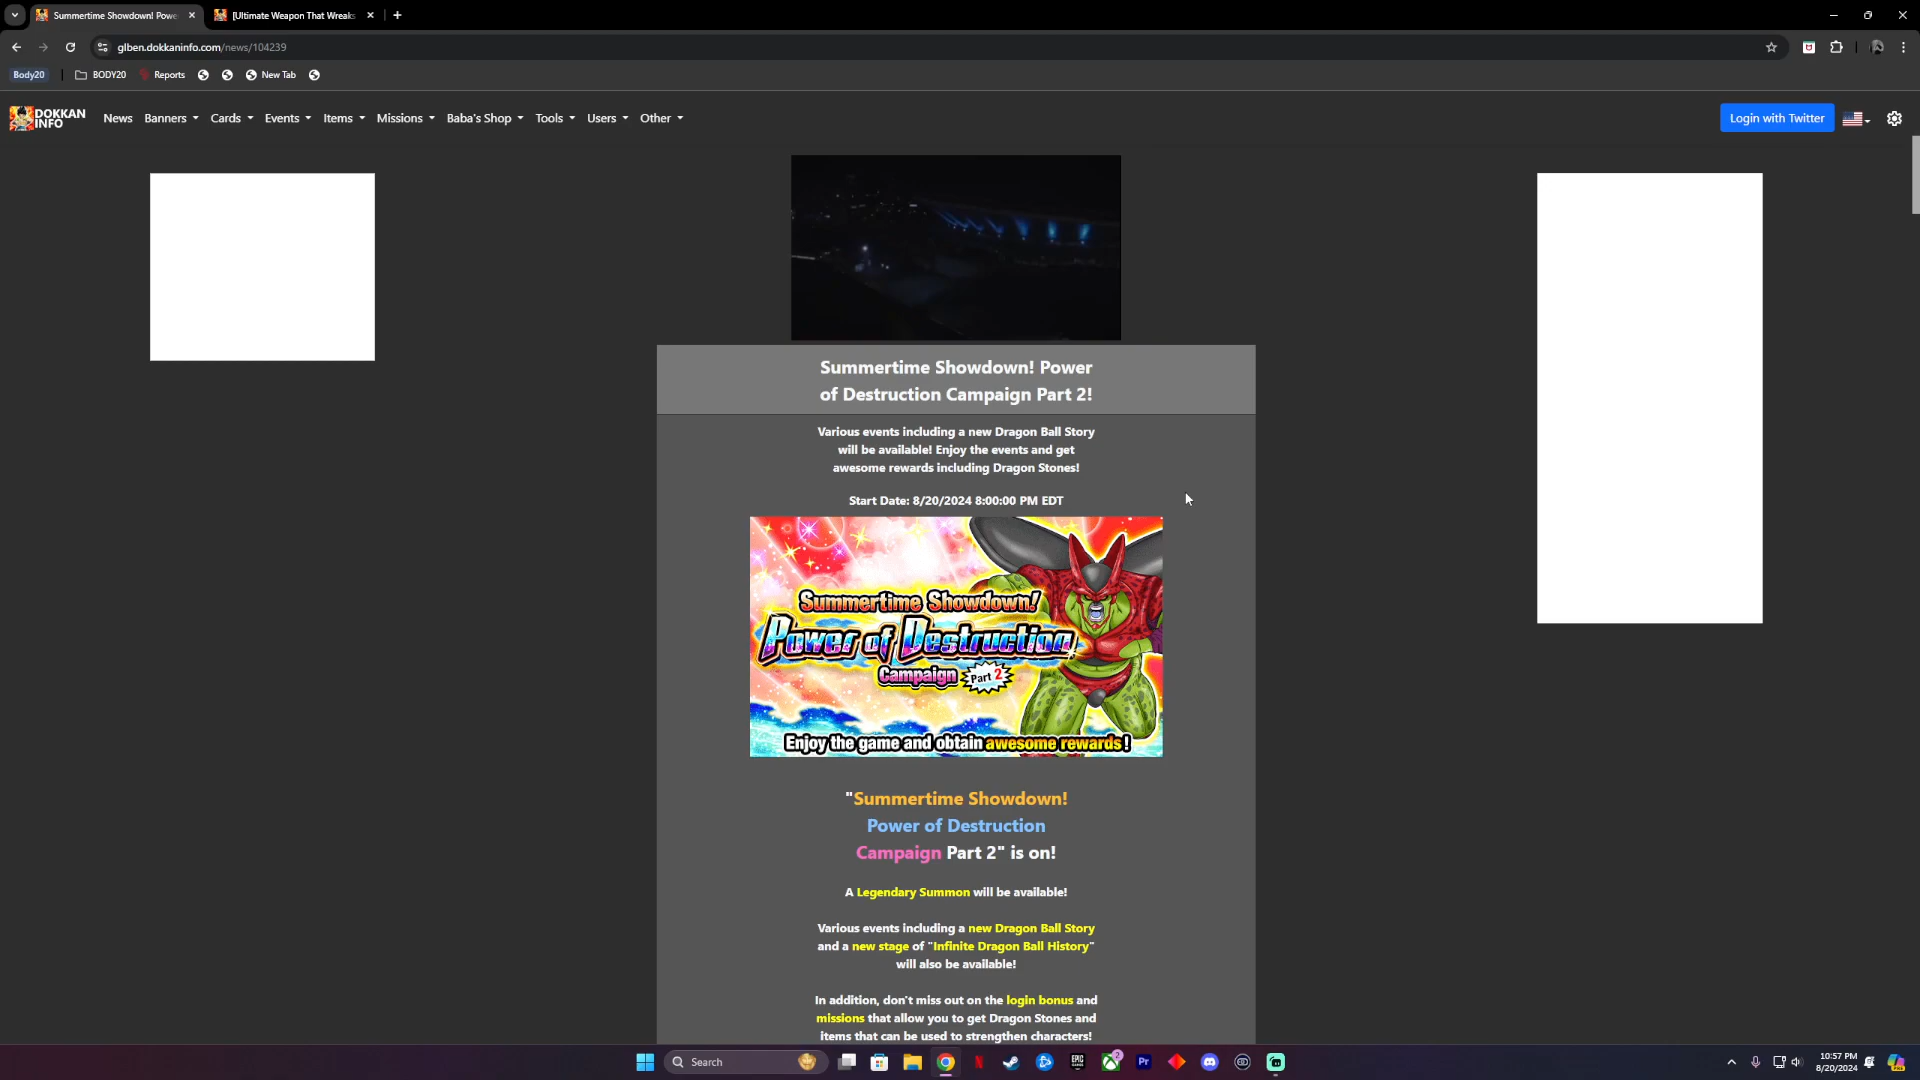 Summertime Showdown! Powe
[Ultimate Weapon That Wreaks
glben.dokkaninfo.com/news/104239
Body20
BODY20
Reports
New Tab
DOKKAN
INFO
News
Banners
Cards
Events
Items
Missions
Baba's Shop
Tools
Users
Other
Login with Twitter
Summertime Showdown! Power
of Destruction Campaign Part 2!
Various events including a new Dragon Ball Story
will be available! Enjoy the events and get
awesome rewards including Dragon Stones!
Start Date: 8/20/2024 8:00:00 PM EDT
Summertime Showdown!
Power of Destruction
Campaign Part 2
Enjoy the game and obtain awesome rewards!
"Summertime Showdown!
Power of Destruction
Campaign Part 2" is on!
A Legendary Summon will be available!
Various events including a new Dragon Ball Story
and a new stage of "Infinite Dragon Ball History"
will also be available!
In addition, don't miss out on the login bonus and
missions that allow you to get Dragon Stones and
items that can be used to strengthen characters!
Search
EPIC
2
Pr
10:57 PM
8/20/2024